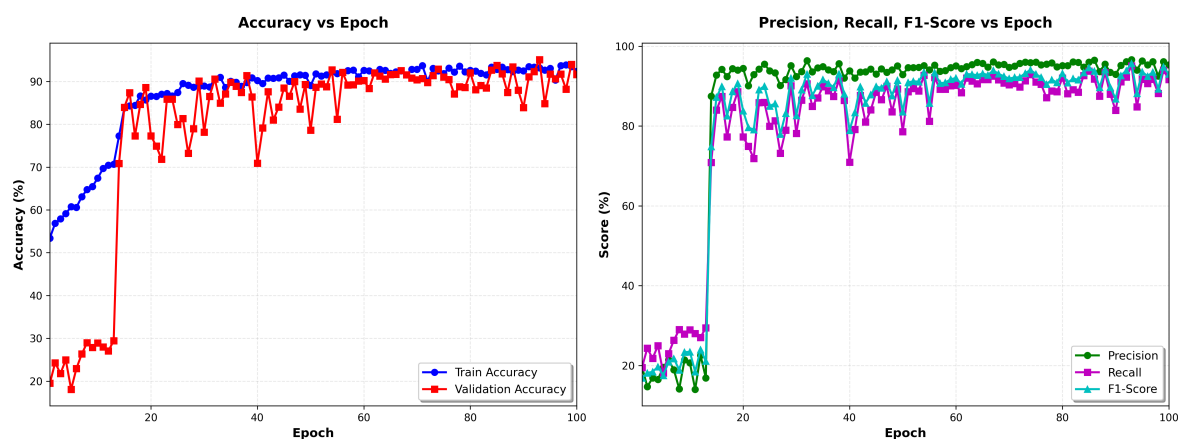 Accuracy vs Epoch
Accuracy (%)
90
80
70
60
50
40
30
20
20
40
60
80
100
Epoch
Train Accuracy
Validation Accuracy
Precision, Recall, F1-Score vs Epoch
Score (%)
100
80
60
40
20
20
40
60
80
100
Epoch
Precision
Recall
F1-Score